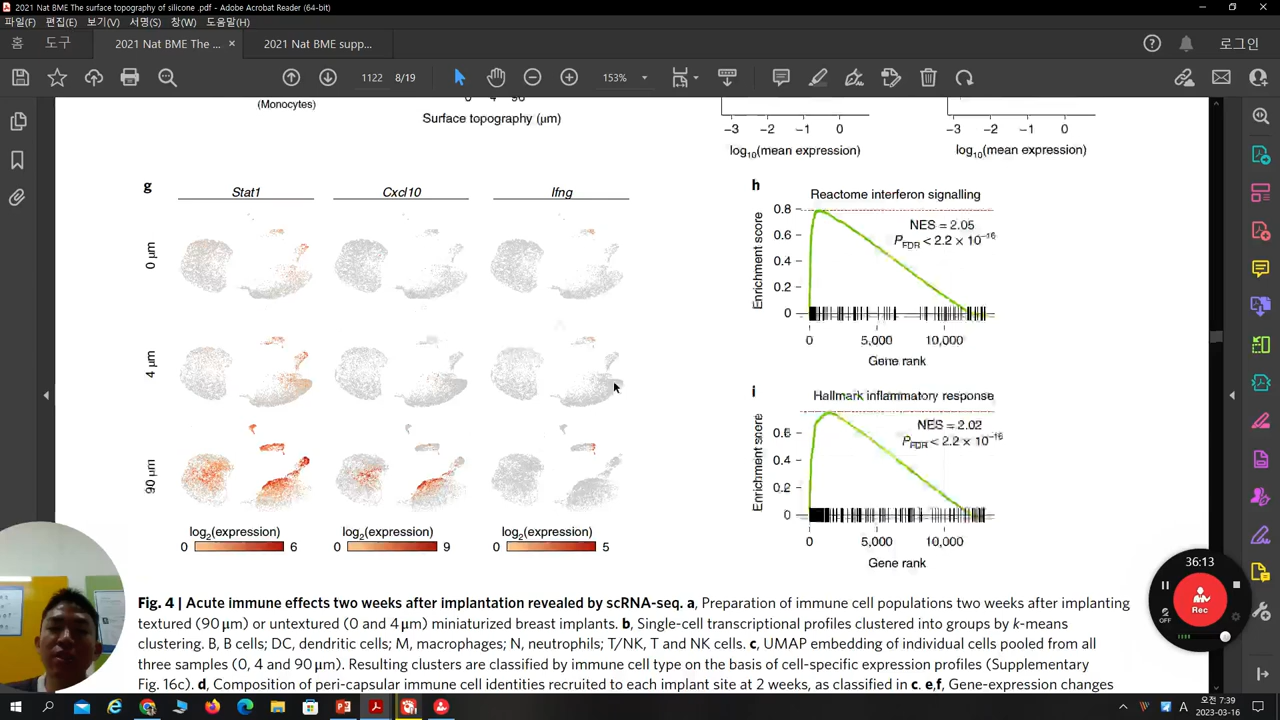 2021 Nat BME The surface topography of silicone .pdf - Adobe Acrobat Reader (64-bit)
파일(F) 편집(E) 보기(V) 서명(S) 창(W) 도움말(H)
홈 도구 2021 Nat BME The ... × 2021 Nat BME supp... 로그인
1122 8/19 153%
(Monocytes)
0 4 90
Surface topography (μm)
−3 −2 −1 0
log10(mean expression)
−3 −2 −1 0
log10(mean expression)
g
Stat1 Cxcl10 Ifng
0 μm
4 μm
90 μm
log2(expression) log2(expression) log2(expression)
0 6 0 9 0 5
h
Reactome interferon signalling
NES = 2.05
PFDR < 2.2 × 10−16
Enrichment score
0.8
0.6
0.4
0.2
0
0 5,000 10,000
Gene rank
i
Hallmark inflammatory response
NES = 2.02
PFDR < 2.2 × 10−16
Enrichment score
0.6
0.4
0.2
0
0 5,000 10,000
Gene rank
Fig. 4 | Acute immune effects two weeks after implantation revealed by scRNA-seq. a, Preparation of immune cell populations two weeks after implanting
textured (90 μm) or untextured (0 and 4 μm) miniaturized breast implants. b, Single-cell transcriptional profiles clustered into groups by k-means
clustering. B, B cells; DC, dendritic cells; M, macrophages; N, neutrophils; T/NK, T and NK cells. c, UMAP embedding of individual cells pooled from all
three samples (0, 4 and 90 μm). Resulting clusters are classified by immune cell type on the basis of cell-specific expression profiles (Supplementary
Fig. 16c). d, Composition of peri-capsular immune cell identities recruited to each implant site at 2 weeks, as classified in c. e,f, Gene-expression changes
36:13
Rec
OFF
A 오전 7:39
2023-03-16